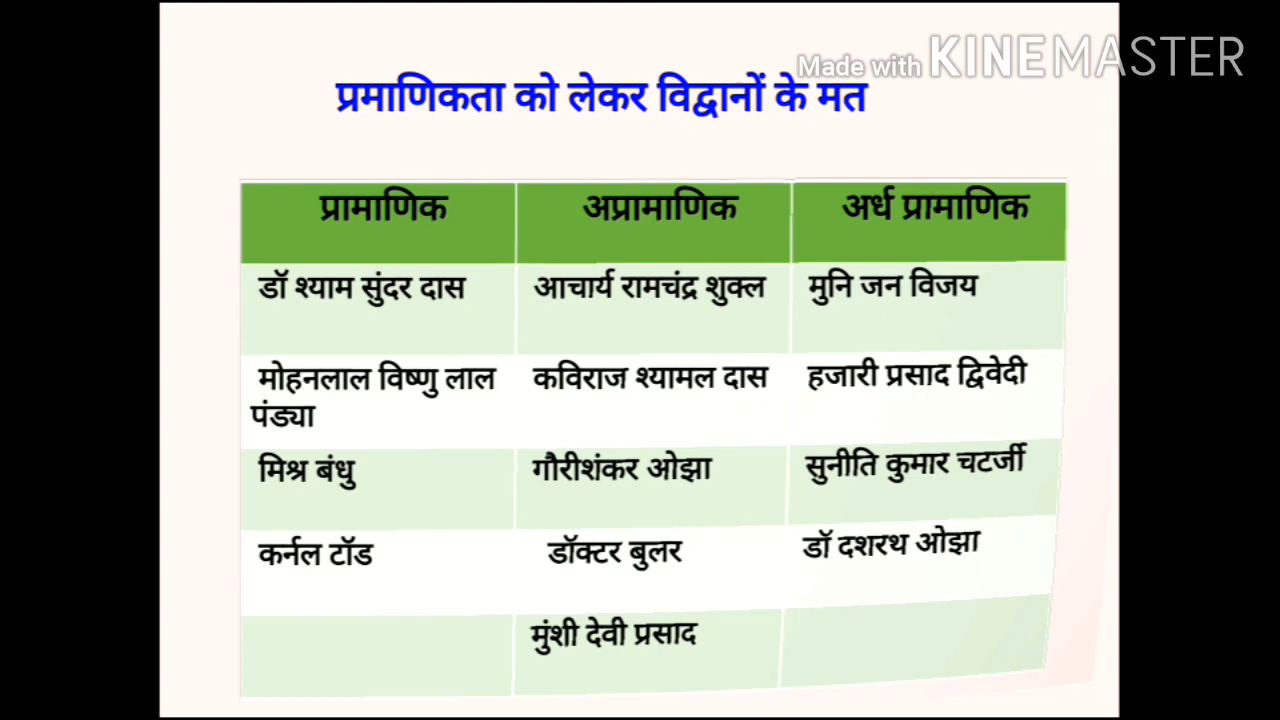 Made with KINEMASTER
प्रमाणिकता को लेकर विद्वानों के मत
प्रामाणिक अप्रामाणिक अर्ध प्रामाणिक
डॉ श्याम सुंदर दास आचार्य रामचंद्र शुक्ल मुनि जन विजय
मोहनलाल विष्णु लाल कविराज श्यामल दास हजारी प्रसाद द्विवेदी
पंड्या
मिश्र बंधु गौरीशंकर ओझा सुनीति कुमार चटर्जी
कर्नल टॉड डॉक्टर बुलर डॉ दशरथ ओझा
मुंशी देवी प्रसाद